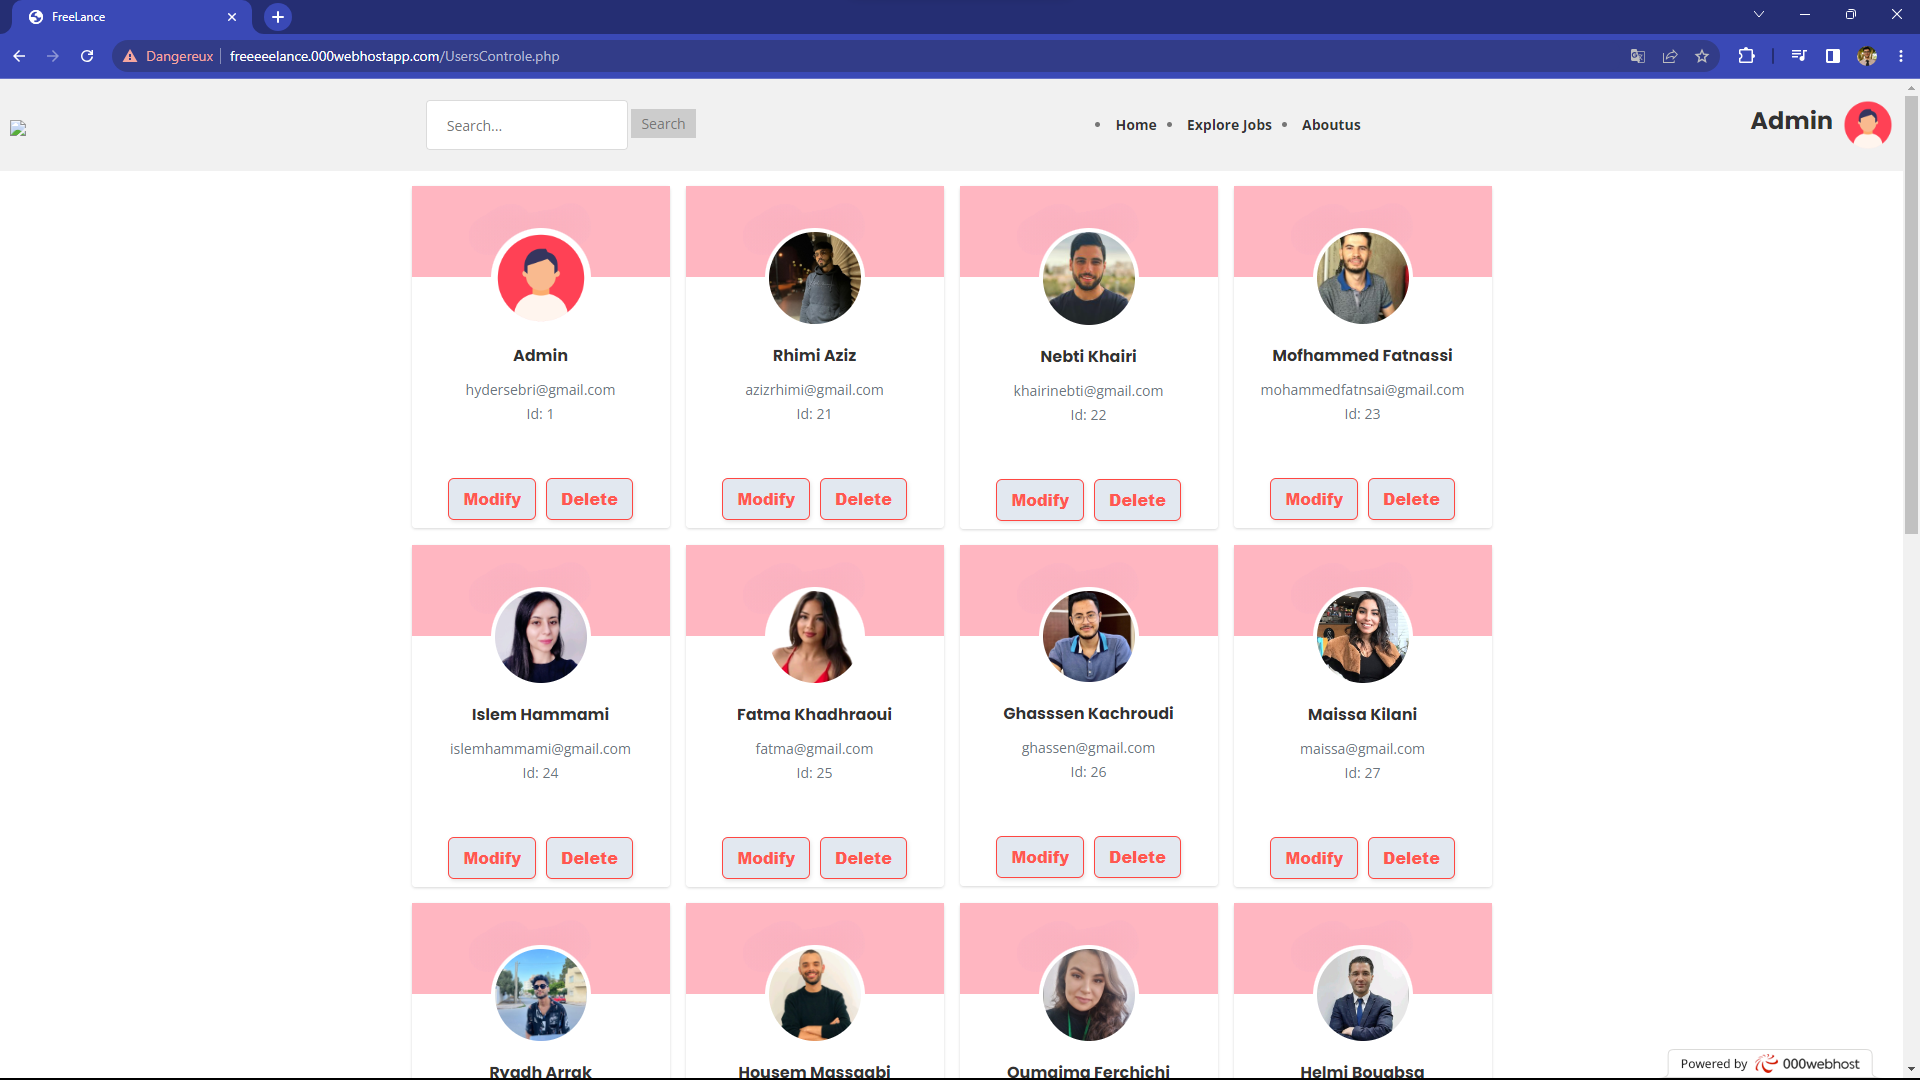 FreeLance
Dangereux
freeeeelance.000webhostapp.com/UsersControle.php
Search...
Search
Home
Explore Jobs
Aboutus
Admin
Admin
hydersebri@gmail.com
Id: 1
Modify
Delete
Rhimi Aziz
azizrhimi@gmail.com
Id: 21
Modify
Delete
Nebti Khairi
khairinebti@gmail.com
Id: 22
Modify
Delete
Mofhammed Fatnassi
mohammedfatnsai@gmail.com
Id: 23
Modify
Delete
Islem Hammami
islemhammami@gmail.com
Id: 24
Modify
Delete
Fatma Khadhraoui
fatma@gmail.com
Id: 25
Modify
Delete
Ghasssen Kachroudi
ghassen@gmail.com
Id: 26
Modify
Delete
Maissa Kilani
maissa@gmail.com
Id: 27
Modify
Delete
Ryadh Arrak
Housem Massaabi
Oumaima Ferchichi
Helmi Bouabsa
Powered by 000webhost